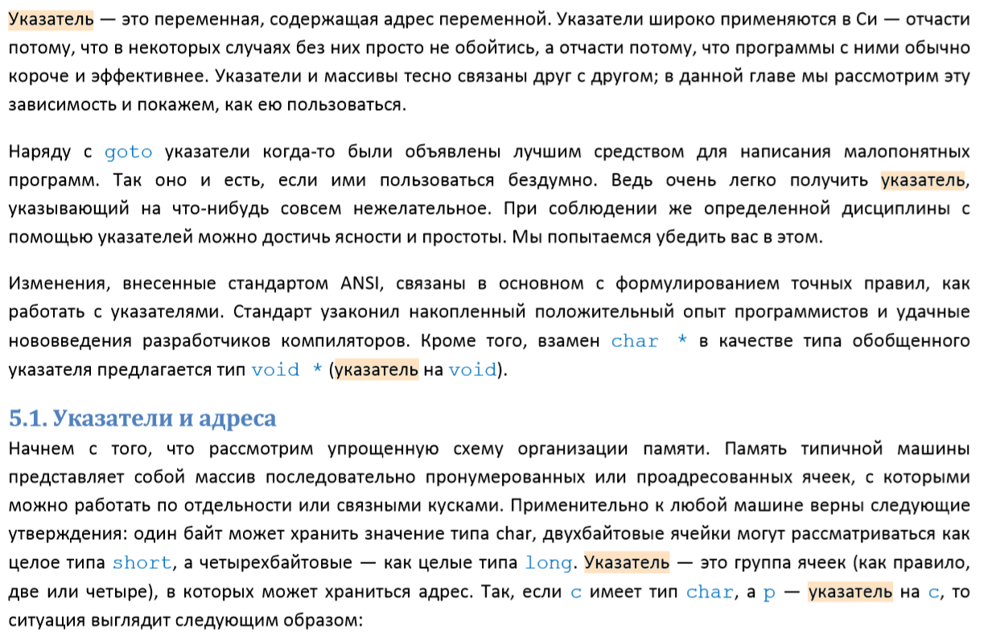 Указатель — это переменная, содержащая адрес переменной. Указатели широко применяются в Си — отчасти
потому, что в некоторых случаях без них просто не обойтись, а отчасти потому, что программы с ними обычно
короче и эффективнее. Указатели и массивы тесно связаны друг с другом; в данной главе мы рассмотрим эту
зависимость и покажем, как ею пользоваться.
Наряду с goto указатели когда-то были объявлены лучшим средством для написания малопонятных
программ. Так оно и есть, если ими пользоваться бездумно. Ведь очень легко получить указатель,
указывающий на что-нибудь совсем нежелательное. При соблюдении же определенной дисциплины с
помощью указателей можно достичь ясности и простоты. Мы попытаемся убедить вас в этом.
Изменения, внесенные стандартом ANSI, связаны в основном с формулированием точных правил, как
работать с указателями. Стандарт узаконил накопленный положительный опыт программистов и удачные
нововведения разработчиков компиляторов. Кроме того, взамен char * в качестве типа обобщенного
указателя предлагается тип void * (указатель на void).
5.1. Указатели и адреса
Начнем с того, что рассмотрим упрощенную схему организации памяти. Память типичной машины
представляет собой массив последовательно пронумерованных или проадресованных ячеек, с которыми
можно работать по отдельности или связными кусками. Применительно к любой машине верны следующие
утверждения: один байт может хранить значение типа char, двухбайтовые ячейки могут рассматриваться как
целое типа short, а четырехбайтовые — как целые типа long. Указатель — это группа ячеек (как правило,
две или четыре), в которых может храниться адрес. Так, если c имеет тип char, а p — указатель на c, то
ситуация выглядит следующим образом: